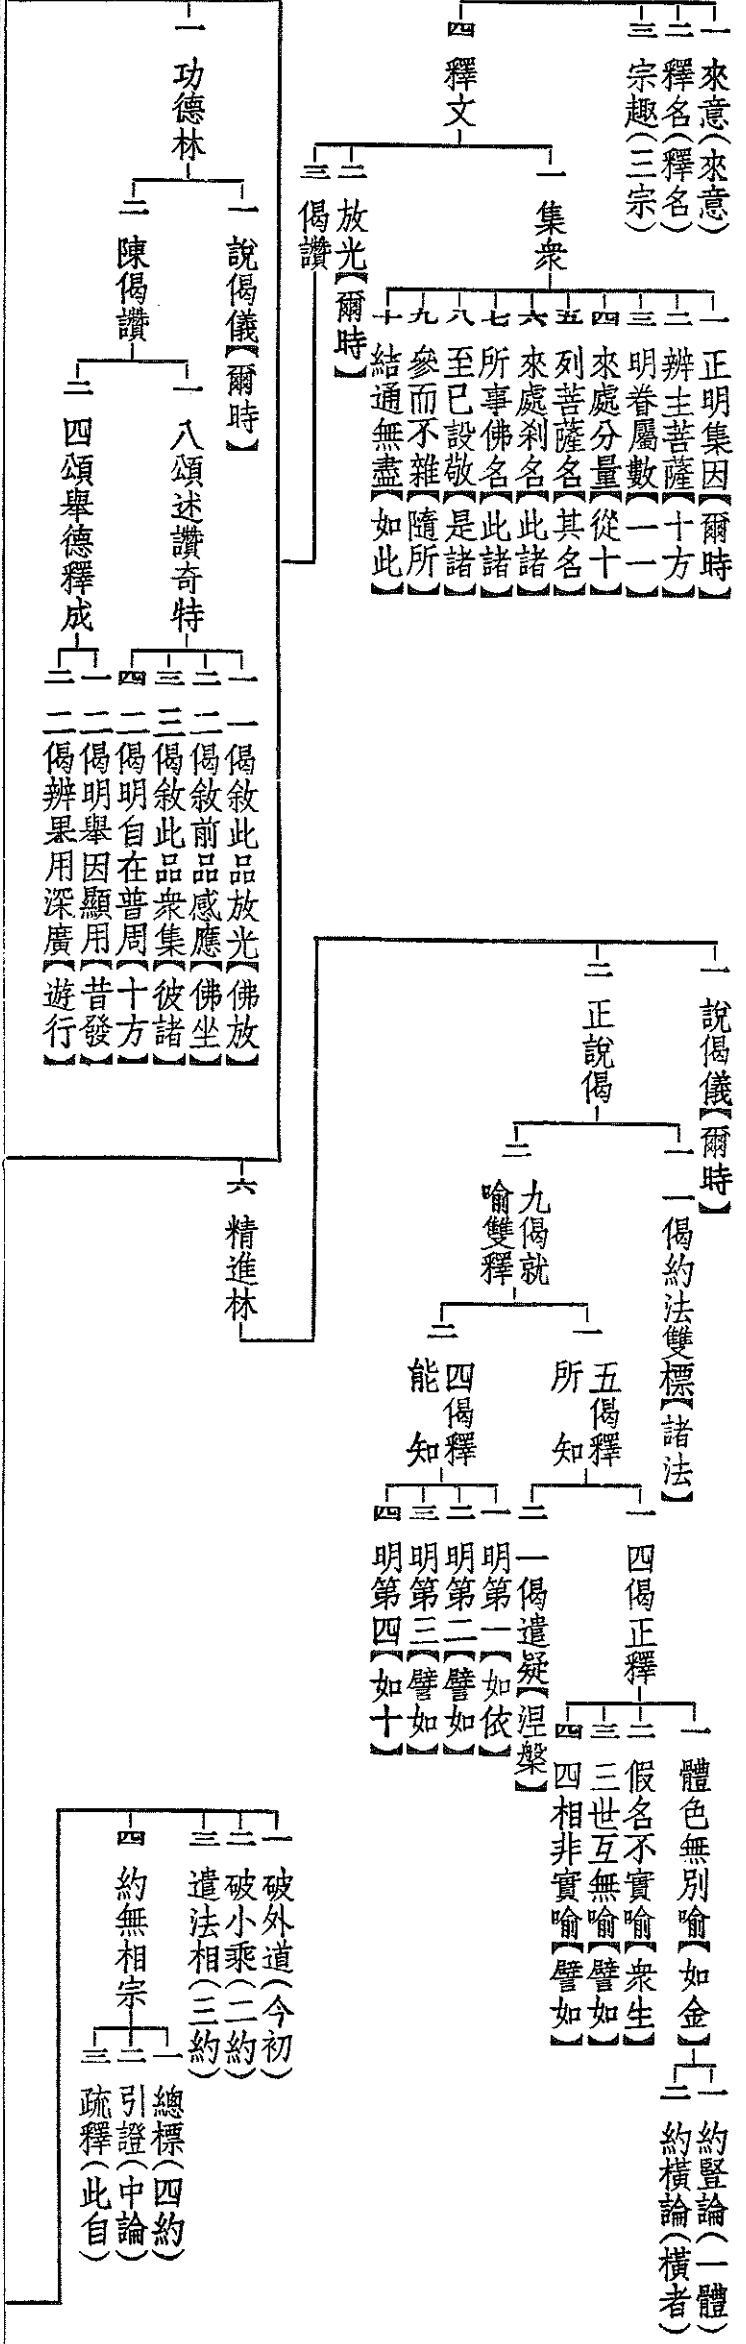 一 來意(來意)
二 釋名(釋名)
三 宗趣(三宗)
四 釋文
一 集衆
一 正明集因【爾時】
二 辨主菩薩【十方】
三 明眷屬數【一一】
四 來處分量【從十】
五 列菩薩名【其名】
六 來處刹名【此諸】
七 所事佛名【此諸】
八 至已設敬【是諸】
九 參而不雜【隨所】
十 結通無盡【如此】
二 放光【爾時】
三 偈讚
一 功德林
一 說偈儀【爾時】
二 陳偈讚
一 八頌述讚奇特
一 一偈敘此品放光【佛放】
二 二偈敘前品感應【佛坐】
三 三偈敘此品衆集【彼諸】
四 二偈明自在普周【十方】
二 四頌舉德釋成
一 二偈明舉因顯用【昔發】
二 二偈辨果用深廣【遊行】
六 精進林
一 說偈儀【爾時】
二 正說偈
一 一偈約法雙標【諸法】
二 九偈就
喻雙釋
一 五偈釋
所知
一 四偈正釋
一 體色無別喻【如金】
一 約豎論(一體)
二 約橫論(橫者)
二 假名不實喻【衆生】
三 三世互無喻【譬如】
四 四相非實喻【譬如】
二 一偈遣疑【涅槃】
二 四偈釋
能知
一 明第一【如依】
二 明第二【譬如】
三 明第三【譬如】
四 明第四【如十】
一 破外道(今初)
二 破小乘(二約)
三 遣法相(三約)
四 約無相宗
一 總標(四約)
二 引證(中論)
三 疏釋(此自)